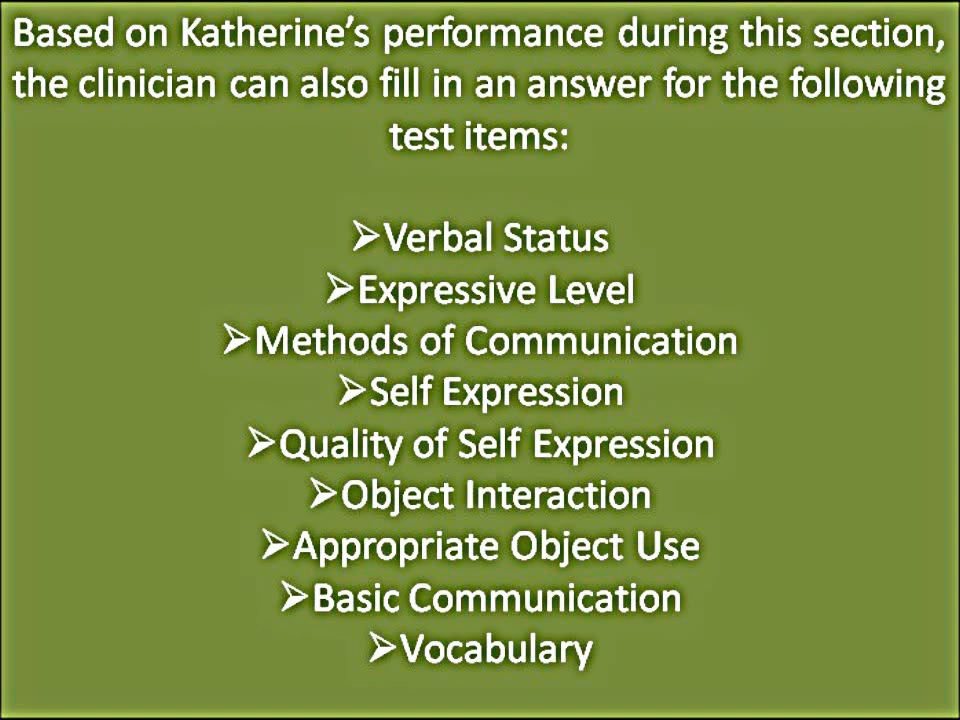 Based on Katherine’s performance during this section,
the clinician can also fill in an answer for the following
test items:
➢Verbal Status
➢Expressive Level
➢Methods of Communication
➢Self Expression
➢Quality of Self Expression
➢Object Interaction
➢Appropriate Object Use
➢Basic Communication
➢Vocabulary